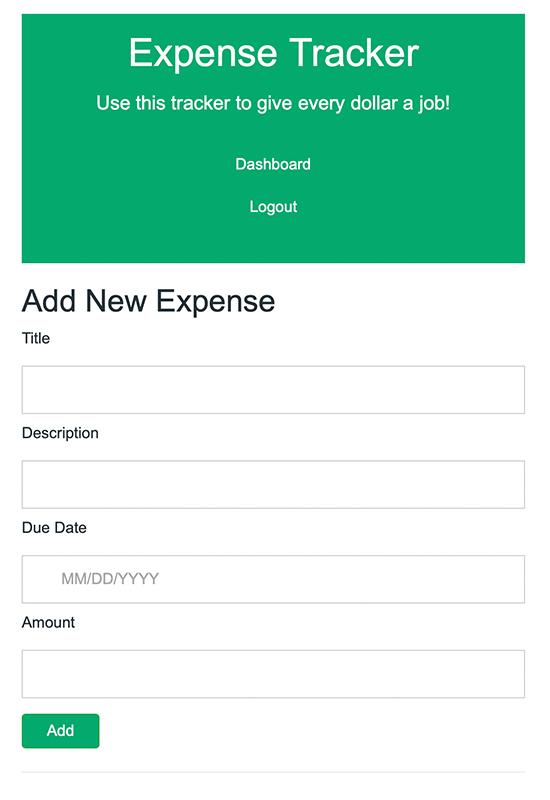 Expense Tracker
Use this tracker to give every dollar a job!
Dashboard
Logout
Add New Expense
Title
Description
Due Date
MM/DD/YYYY
Amount
Add